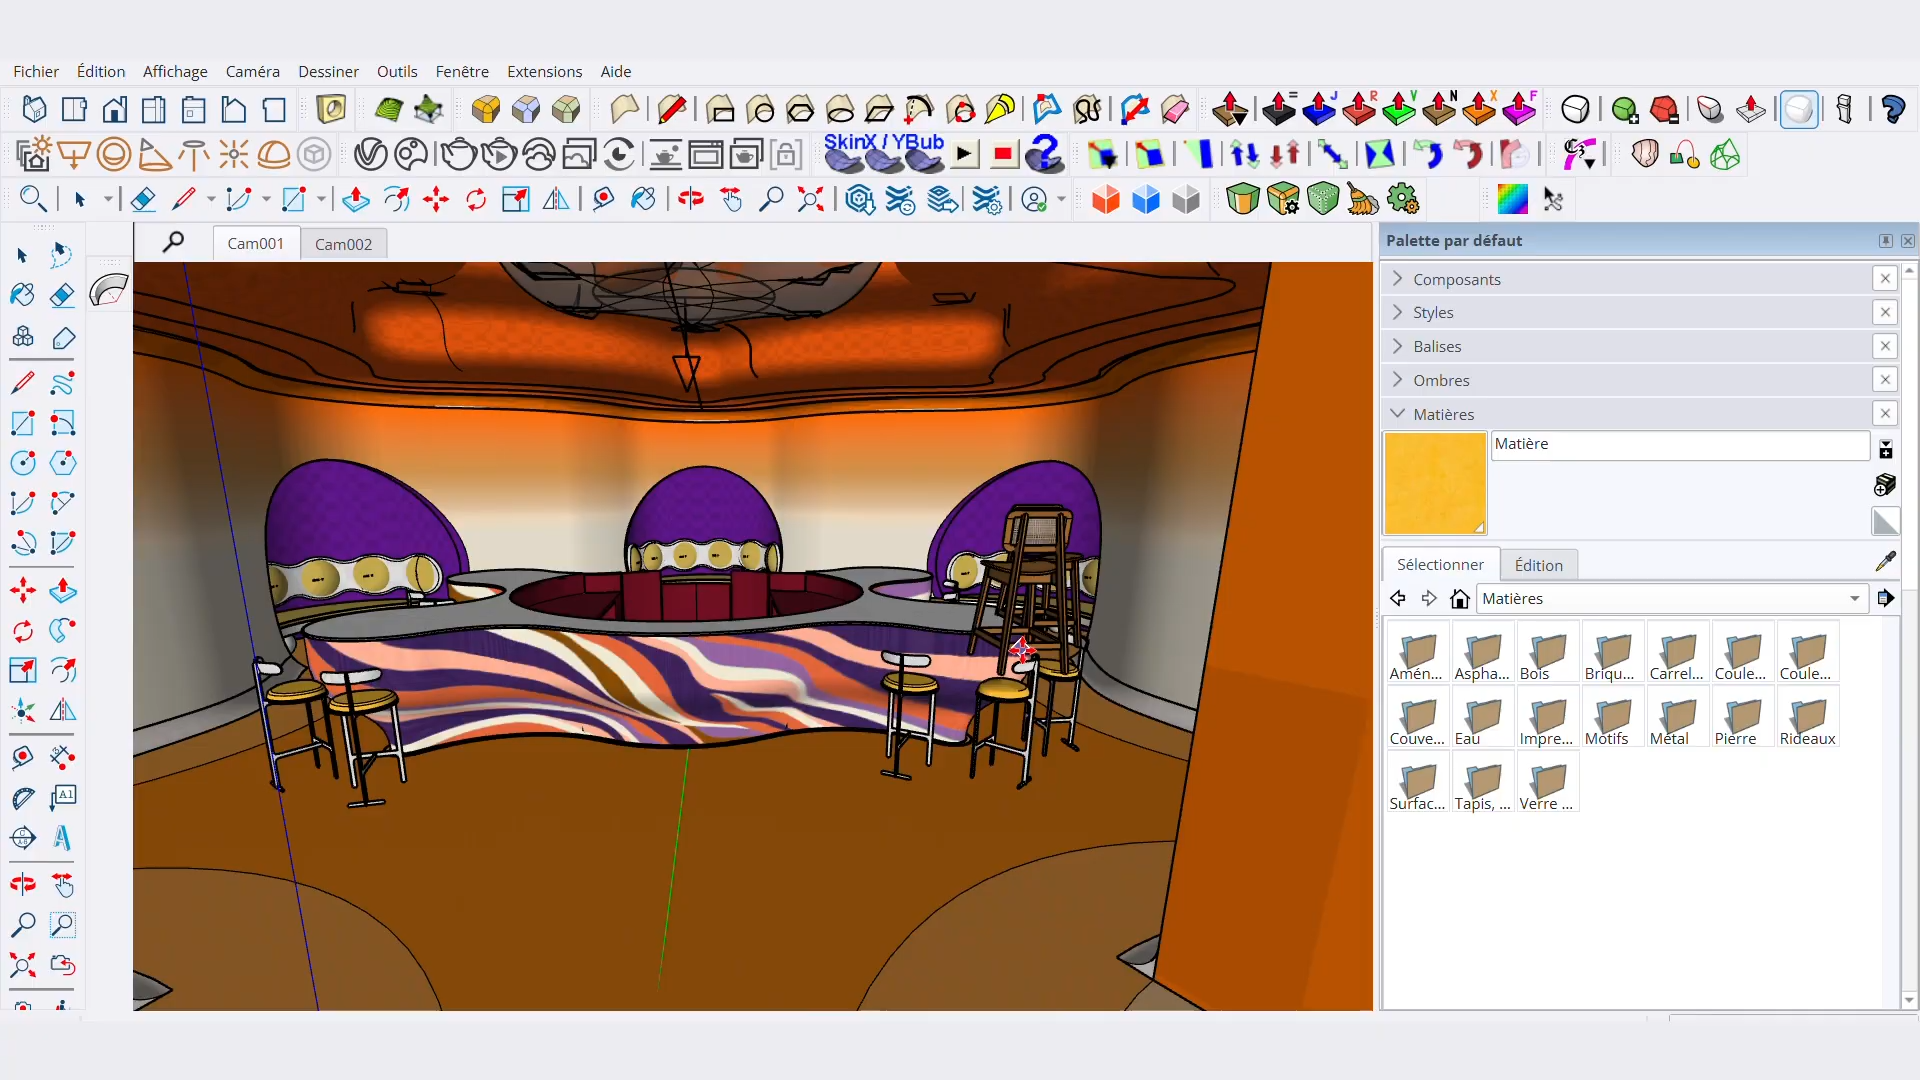 Fichier Édition Affichage Caméra Dessiner Outils Fenêtre Extensions Aide
= J R V N X F
SkinX / YBub
Cam001 Cam002
Palette par défaut
Composants
Styles
Balises
Ombres
Matières
Matière
Sélectionner Édition
Matières
Amén... Aspha... Bois Briqu... Carrel... Coule... Coule...
Couve... Eau Impre... Motifs Métal Pierre Rideaux
Surfac... Tapis, ... Verre ...
A1